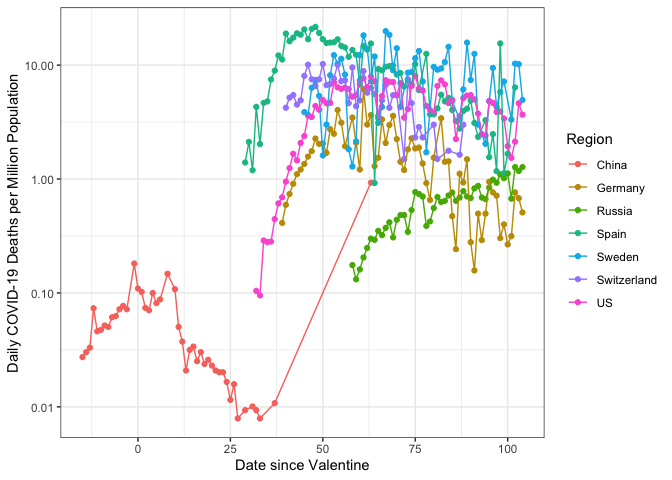 Daily COVID-19 Deaths per Million Population
10.00
1.00
0.10
0.01
0
25
50
75
100
Date since Valentine
Region
China
Germany
Russia
Spain
Sweden
Switzerland
US